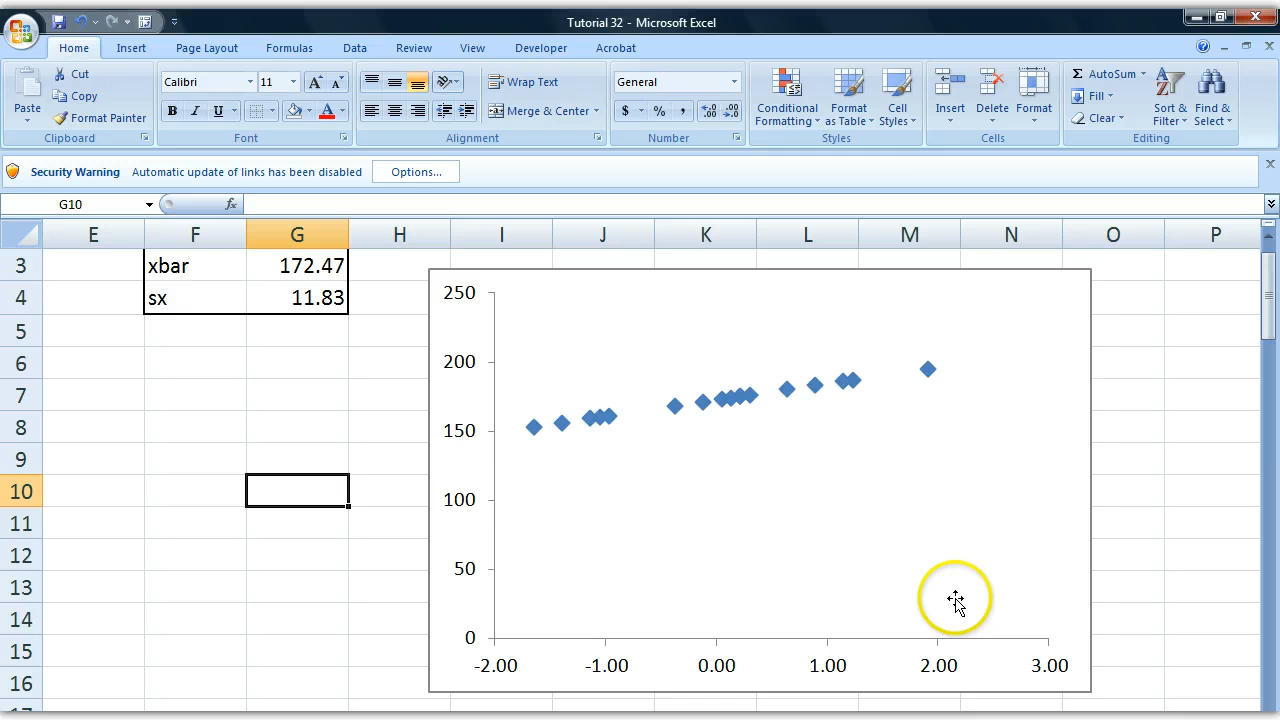 Tutorial 32 - Microsoft Excel
Home Insert Page Layout Formulas Data Review View Developer Acrobat
Paste
Cut
Copy
Format Painter
Clipboard
Calibri 11
B I U A
Font
Wrap Text
Merge & Center
Alignment
General
$ % ,
Number
Conditional Formatting
Format as Table
Cell Styles
Styles
Insert Delete Format
Cells
Σ AutoSum
Fill
Clear
Sort & Filter
Find & Select
Editing
Security Warning Automatic update of links has been disabled Options...
G10 fx
E F G H I J K L M N O P
3 xbar 172.47
4 sx 11.83
5
6
7
8
9
10
11
12
13
14
15
16
17
250
200
150
100
50
0
-2.00 -1.00 0.00 1.00 2.00 3.00